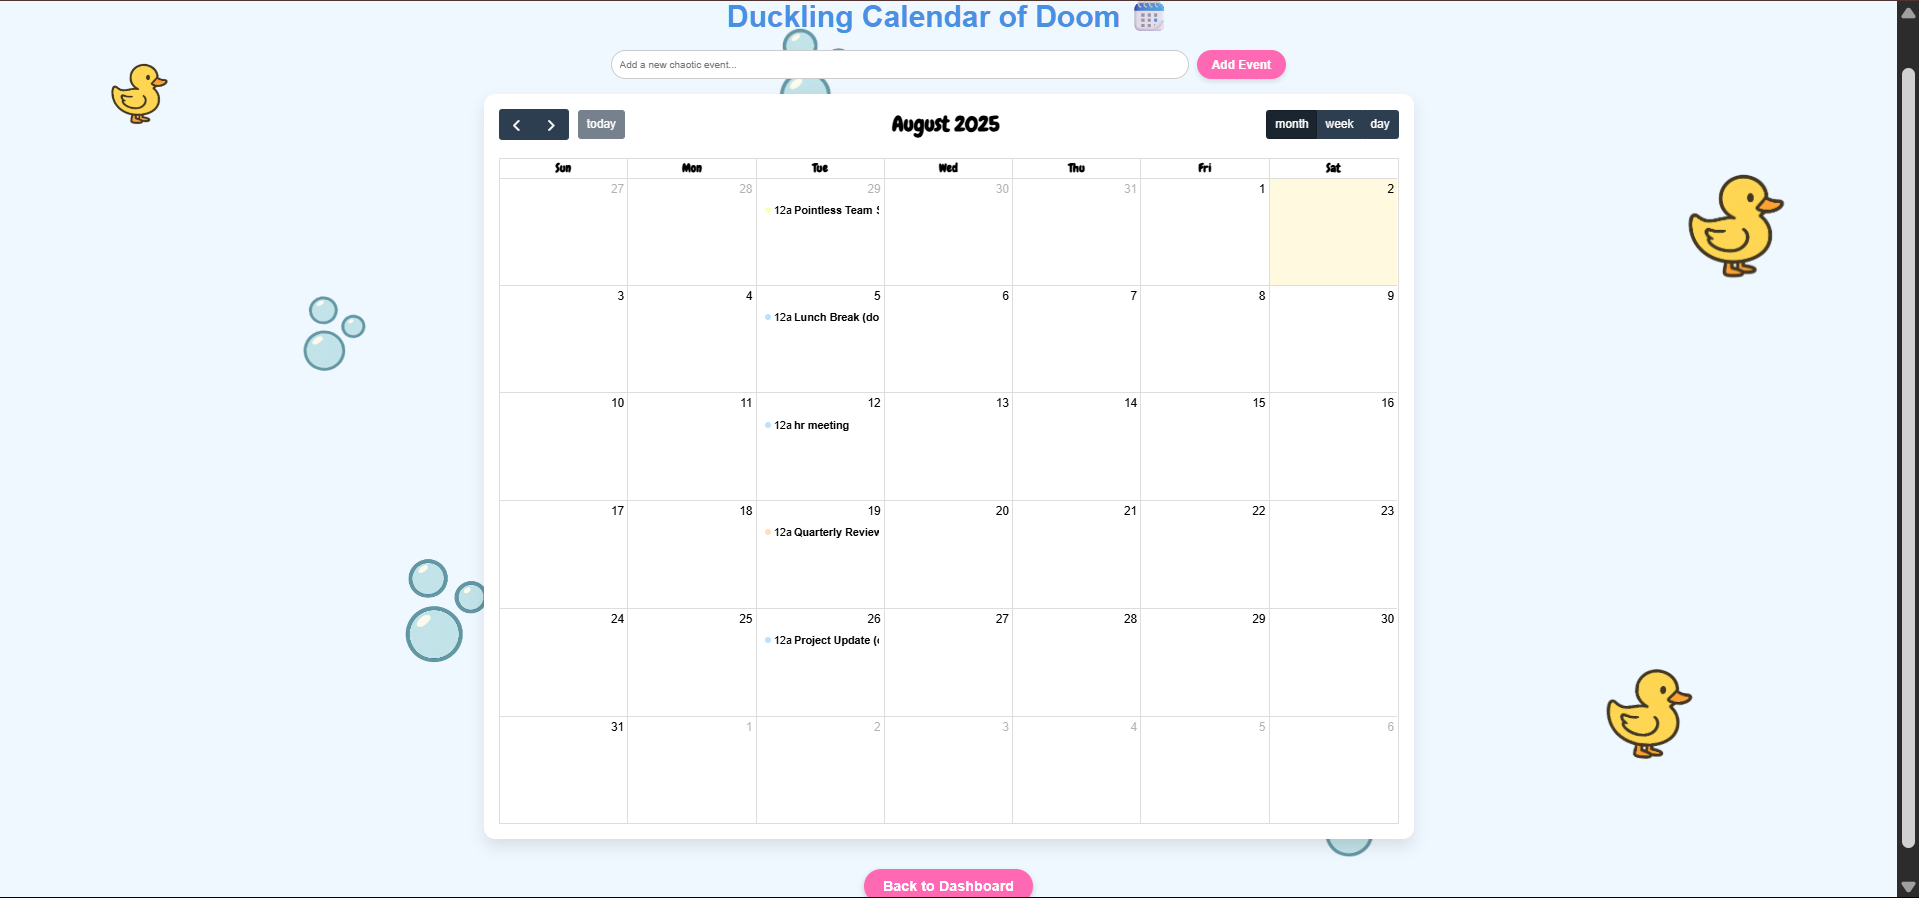 Duckling Calendar of Doom
Add a new chaotic event...
Add Event
today
August 2025
month week day
Sun Mon Tue Wed Thu Fri Sat
27 28 29 30 31 1 2
12a Pointless Team
3 4 5 6 7 8 9
12a Lunch Break (do
10 11 12 13 14 15 16
12a hr meeting
17 18 19 20 21 22 23
12a Quarterly Review
24 25 26 27 28 29 30
12a Project Update (
31 1 2 3 4 5 6
Back to Dashboard